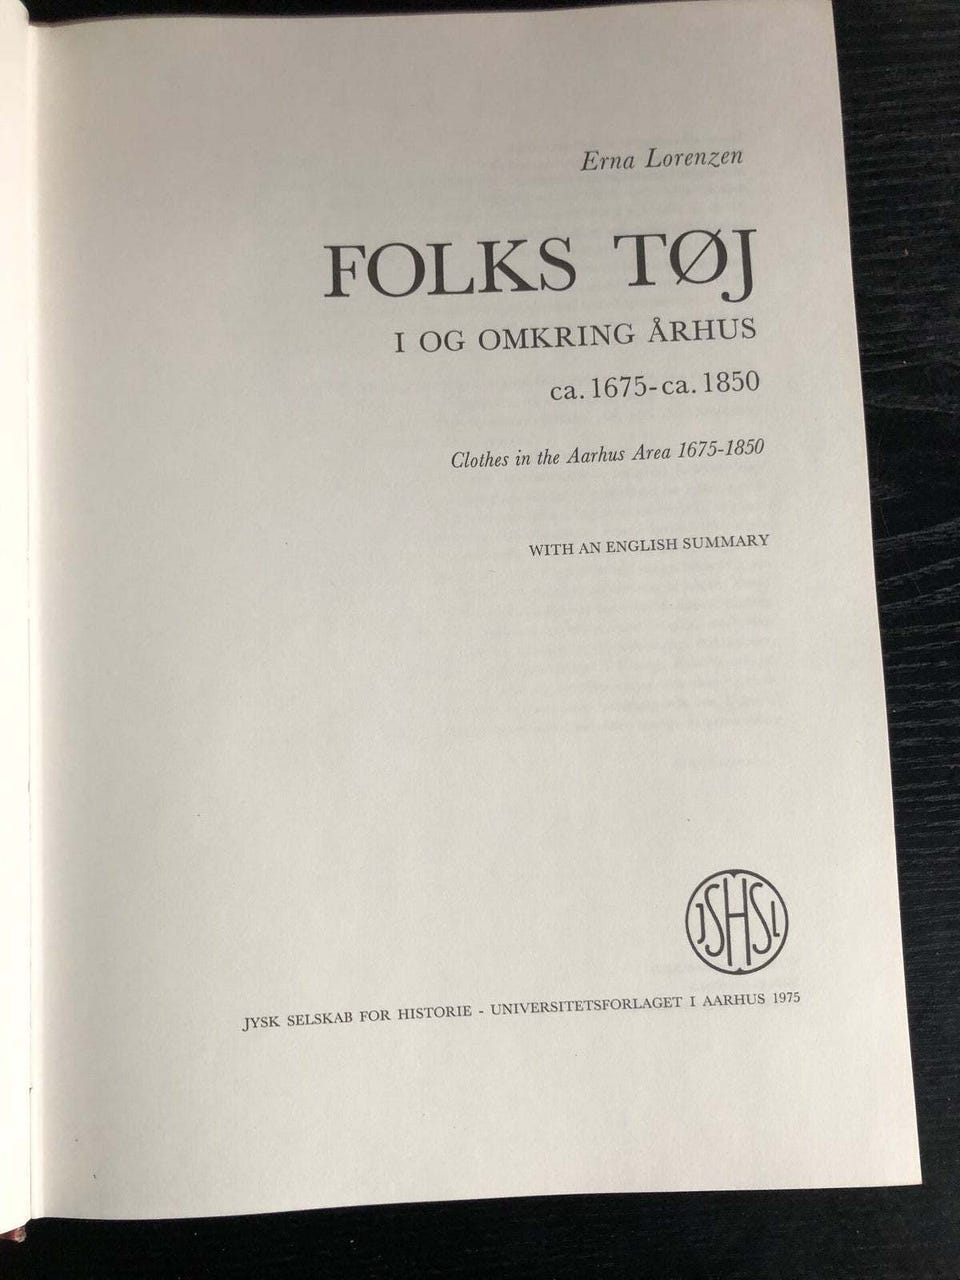 Erna Lorenzen
FOLKS TØJ
I OG OMKRING ÅRHUS
ca. 1675-ca. 1850
Clothes in the Aarhus Area 1675-1850
WITH AN ENGLISH SUMMARY
JSHSL
JYSK SELSKAB FOR HISTORIE - UNIVERSITETSFORLAGET I AARHUS 1975